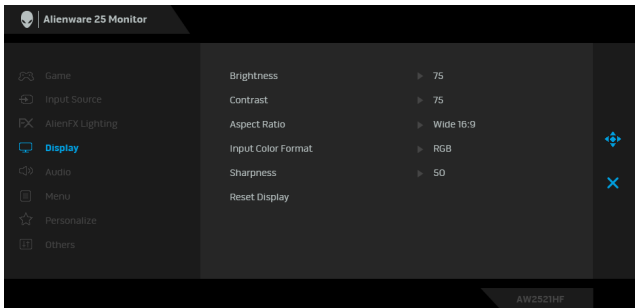 Alienware 25 Monitor
Game
Input Source
AlienFX Lighting
Display
Audio
Menu
Personalize
Others
Brightness 75
Contrast 75
Aspect Ratio Wide 16:9
Input Color Format RGB
Sharpness 50
Reset Display
AW2521HF